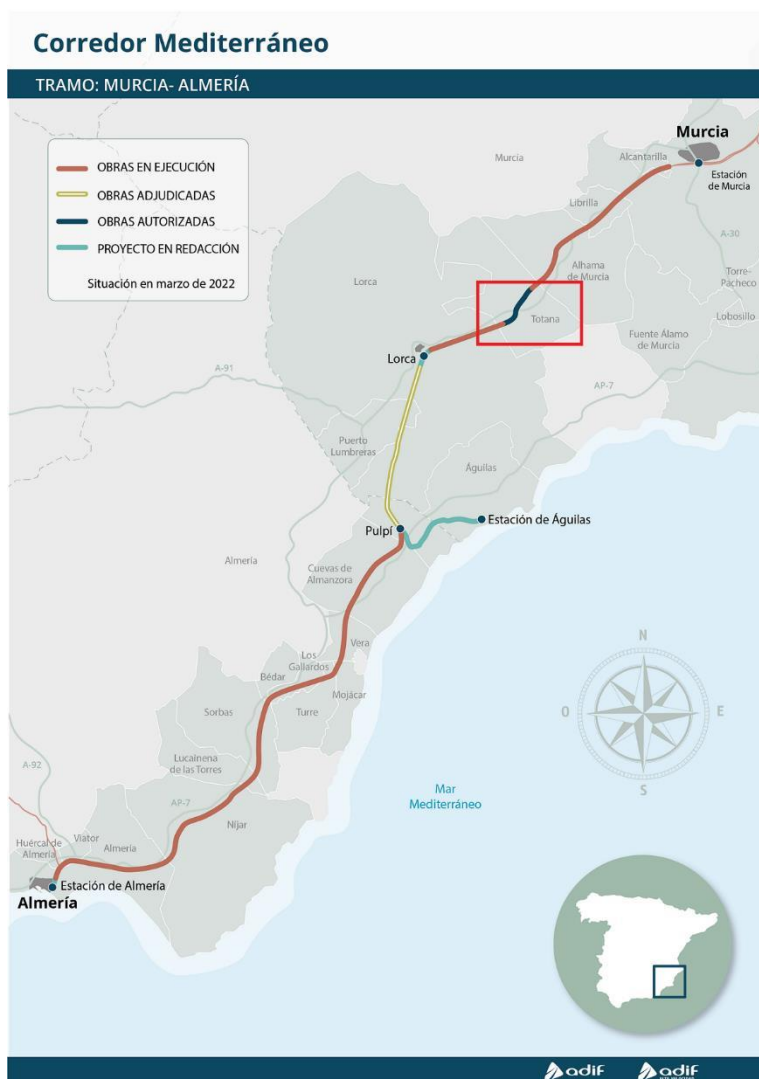 Corredor Mediterráneo
TRAMO: MURCIA- ALMERÍA
OBRAS EN EJECUCIÓN
OBRAS ADJUDICADAS
OBRAS AUTORIZADAS
PROYECTO EN REDACCIÓN
Situación en marzo de 2022
Murcia
Murcia
Alcantarilla
Estación
de Murcia
Librilla
A-30
Lorca
Alhama
de Murcia
Torre-
Pacheco
Totana
Lobosillo
Fuente Álamo
de Murcia
Lorca
A-91
AP-7
Puerto
Lumbreras
Águilas
Pulpí
Estación de Águilas
Almería
Cuevas de
Almanzora
Vera
Los
Gallardos
Bédar
Mojácar
Sorbas
Turre
Lucainena
de las Torres
A-92
AP-7
Níjar
Mar
Mediterráneo
N
O
E
S
Huércal de
Almería
Viator
Almería
Estación de Almería
Almería
adif
adif